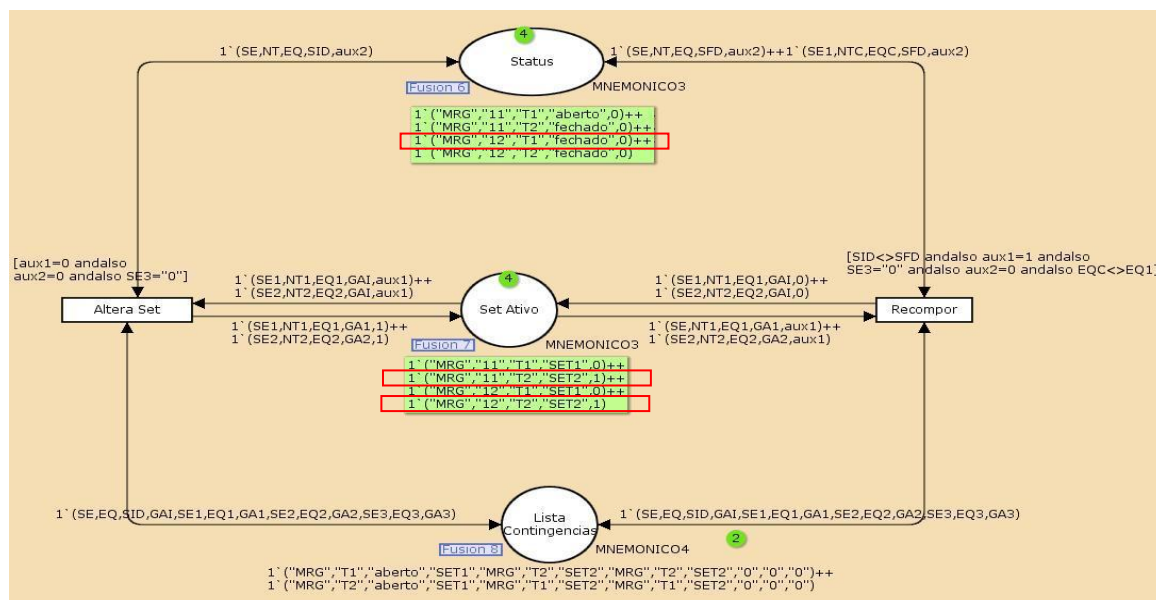 4
1`(SE,NT,EQ,SID,aux2)
1`(SE,NT,EQ,SFD,aux2)++1`(SE1,NTC,EQC,SFD,aux2)
Status
Fusion 6
MNEMONICO3
1`("MRG","11","T1","aberto",0)++
1`("MRG","11","T2","fechado",0)++
1`("MRG","12","T1","fechado",0)++
1`("MRG","12","T2","fechado",0)
[aux1=0 andalso
aux2=0 andalso SE3="0"]
[SID<>SFD andalso aux1=1 andalso
SE3="0" andalso aux2=0 andalso EQC<>EQ1]
1`(SE1,NT1,EQ1,GAI,aux1)++
1`(SE2,NT2,EQ2,GAI,aux1)
4
1`(SE1,NT1,EQ1,GAI,0)++
1`(SE2,NT2,EQ2,GAI,0)
Altera Set
Set Ativo
Recompor
1`(SE1,NT1,EQ1,GA1,1)++
1`(SE2,NT2,EQ2,GA2,1)
1`(SE1,NT1,EQ1,GA1,aux1)++
1`(SE2,NT2,EQ2,GA2,aux1)
Fusion 7
MNEMONICO3
1`("MRG","11","T1","SET1",0)++
1`("MRG","11","T2","SET2",1)++
1`("MRG","12","T1","SET1",0)++
1`("MRG","12","T2","SET2",1)
1`(SE,EQ,SID,GAI,SE1,EQ1,GA1,SE2,EQ2,GA2,SE3,EQ3,GA3)
Lista
Contingencias
1`(SE,EQ,SID,GAI,SE1,EQ1,GA1,SE2,EQ2,GA2,SE3,EQ3,GA3)
2
Fusion 8
MNEMONICO4
1`("MRG","T1","aberto","SET1","MRG","T2","SET2","MRG","T2","SET2","0","0","0")++
1`("MRG","T2","aberto","SET1","MRG","T1","SET2","MRG","T1","SET2","0","0","0")